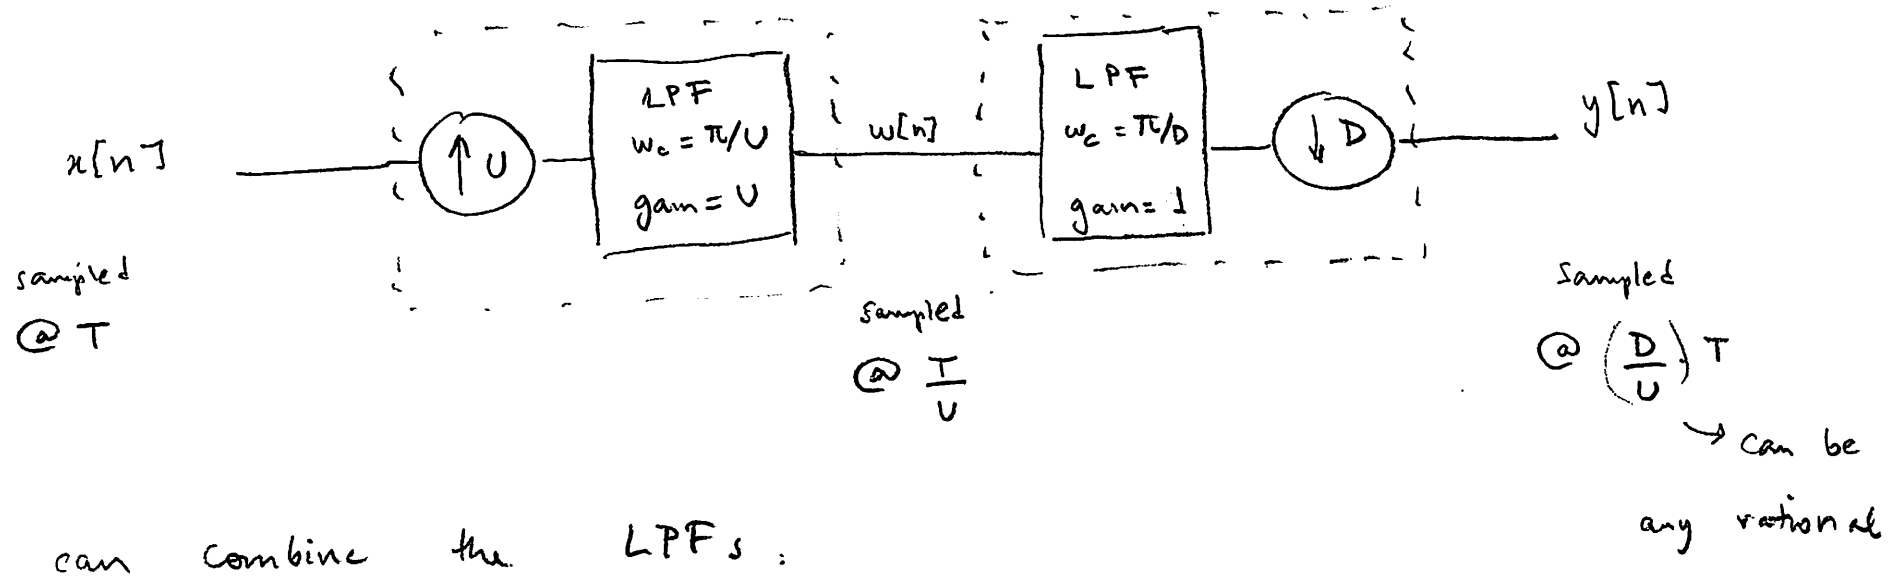 x[n]
↑ U
LPF
ωc = π/U
gain = U
w[n]
LPF
ωc = π/D
gain = 1
↓ D
y[n]
sampled
@ T
sampled
@ T/U
sampled
@ (D/U) T
→ can be
any rational
can combine the LPFs: